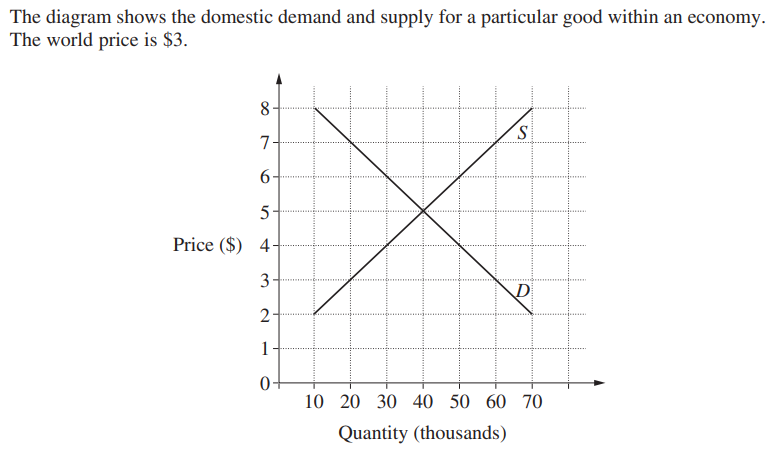 The diagram shows the domestic demand and supply for a particular good within an economy.
The world price is $3.
8
S
7
6
5
Price ($) 4
3
D
2
1
0
10 20 30 40 50 60 70
Quantity (thousands)